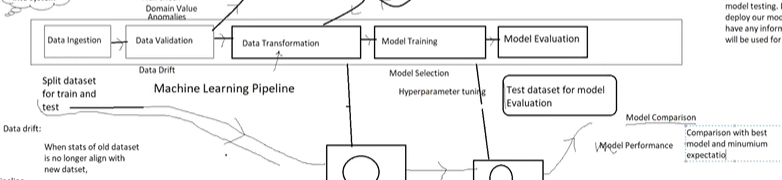 model testing.
Domain Value
Anomalies
deploy our mod
have any inforn
will be used for
Data Ingestion
Data Validation
Data Transformation
Model Training
Model Evaluation
Data Drift
Model Selection
Split dataset
for train and
test
Machine Learning Pipeline
Hyperparameter tuning
Test dataset for model
Evaluation
Model Comparison
Data drift:
Comparison with best
model and minumium
expectatio
Model Performance
When stats of old dataset
is no longer align with
new datset,